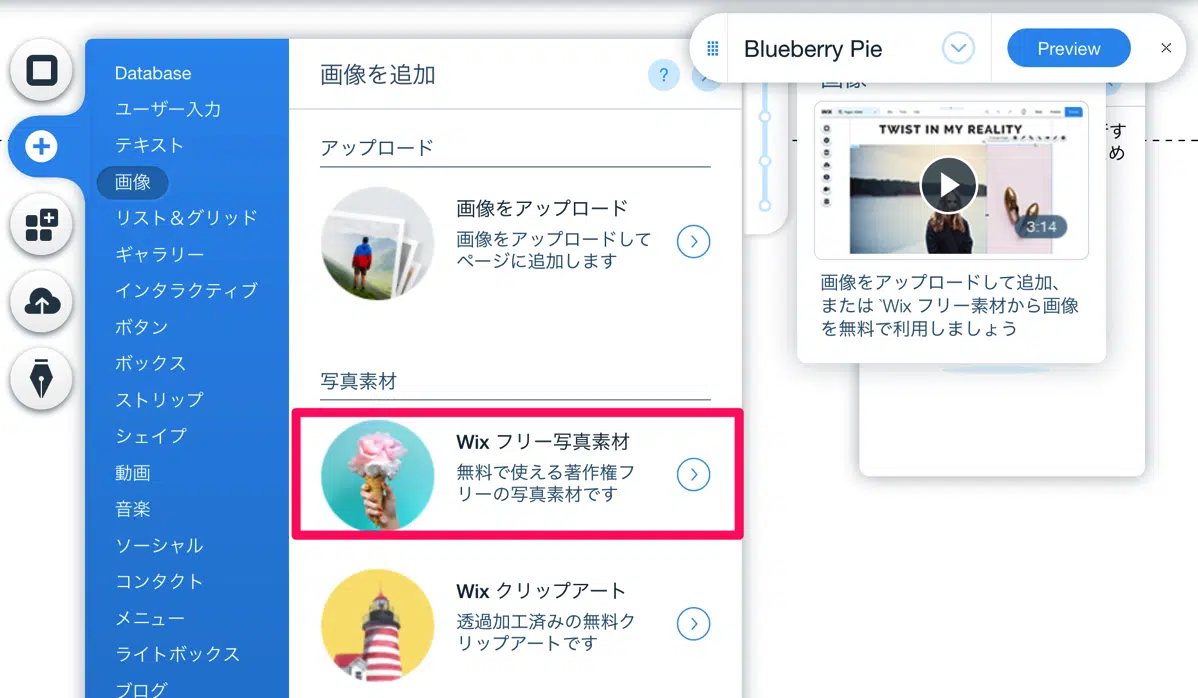 Database
ユーザー入力
テキスト
画像
リスト＆グリッド
ギャラリー
インタラクティブ
ボタン
ボックス
ストリップ
シェイプ
動画
音楽
ソーシャル
コンタクト
メニュー
ライトボックス
ブログ
画像を追加
?
アップロード
画像をアップロード
画像をアップロードして
ページに追加します
写真素材
Wix フリー写真素材
無料で使える著作権フ
リーの写真素材です
Wix クリップアート
透過加工済みの無料ク
リップアートです
Blueberry Pie
Preview
画像
TWIST IN MY REALITY
3:14
画像をアップロードして追加、
または `Wix フリー素材から画像
を無料で利用しましょう
す
め